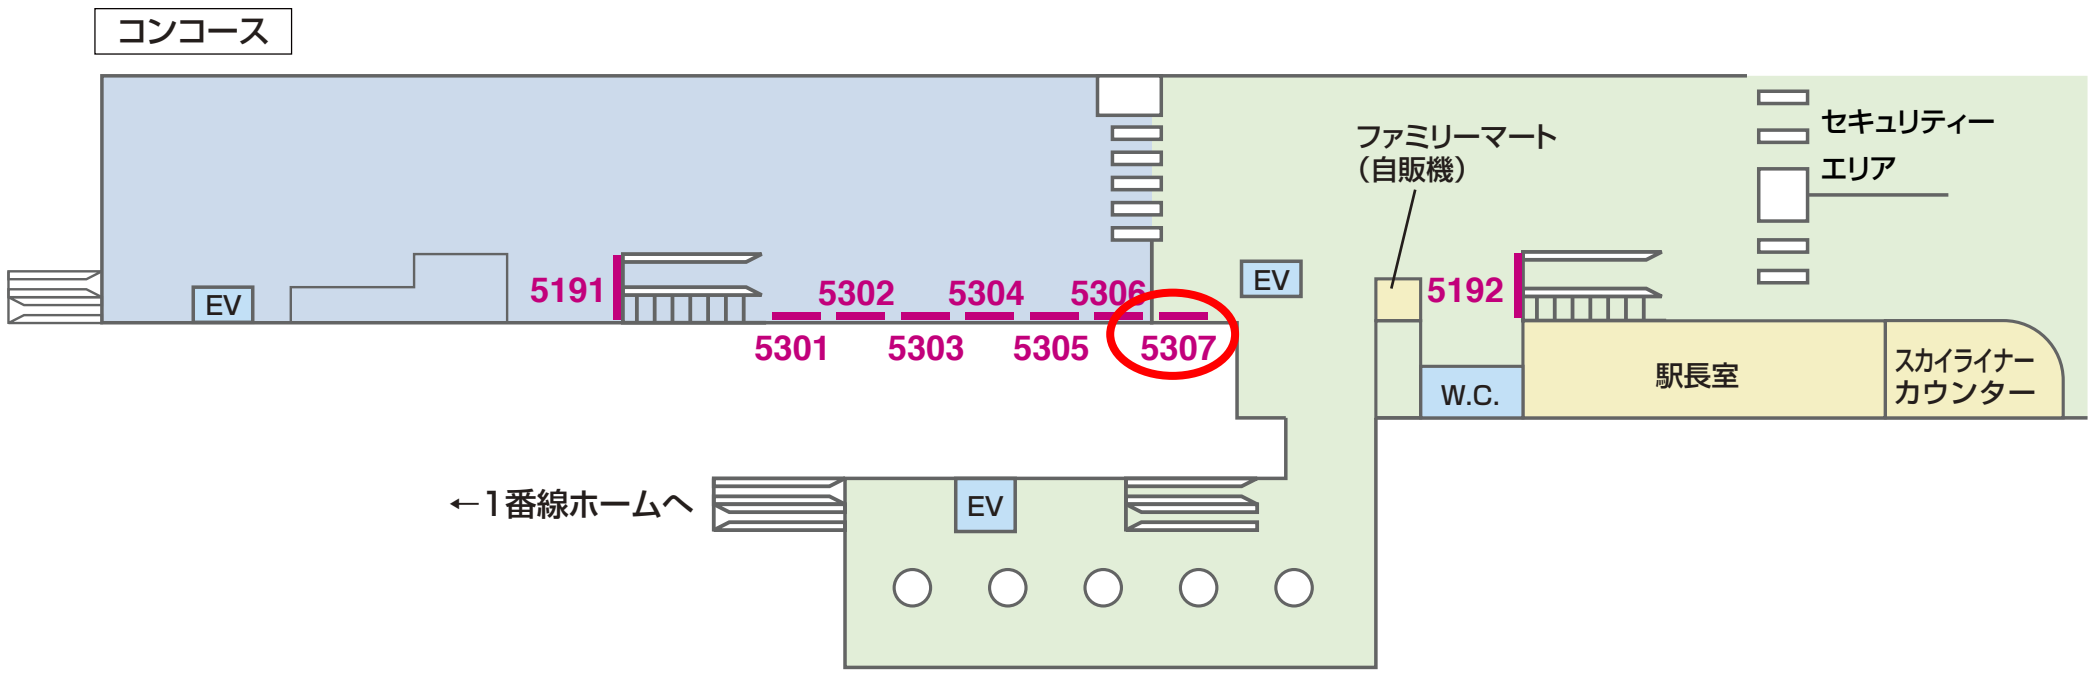 コンコース
セキュリティー
エリア
ファミリーマート
（自販機）
EV
5191
5302
5304
5306
EV
5192
5301
5303
5305
5307
W.C.
駅長室
スカイライナー
カウンター
EV
←1番線ホームへ
EV